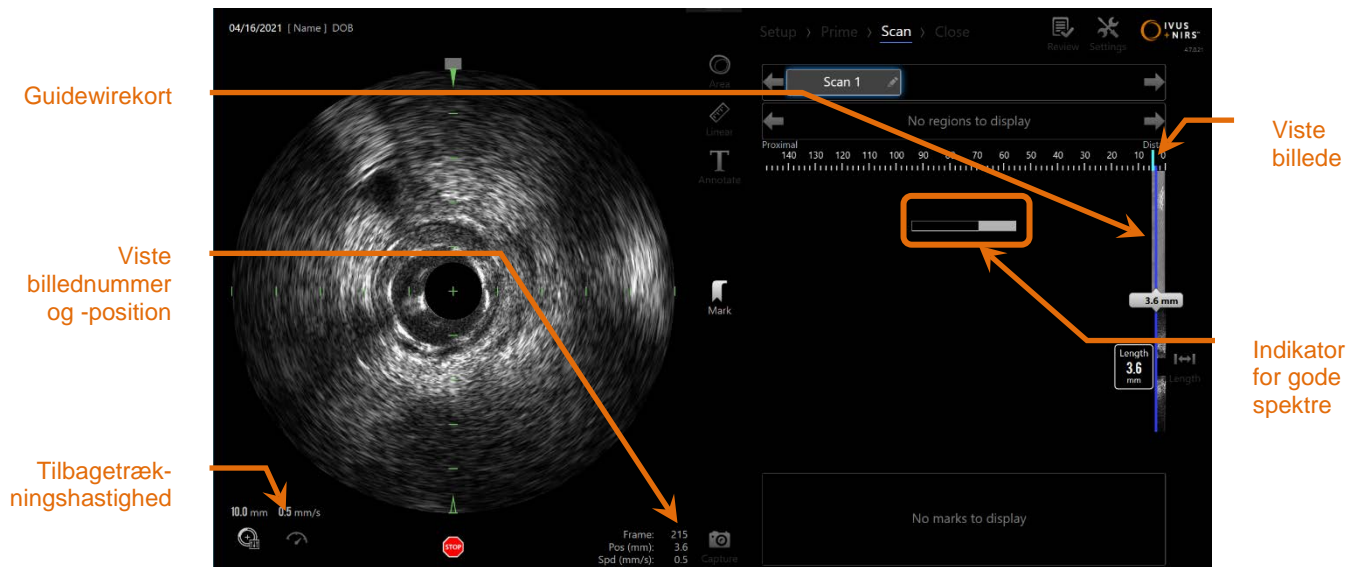 04/16/2021 [ Name ] DOB
Setup › Prime › Scan › Close
Review
Settings
IVUS
+NIRS™
Guidewirekort
Area
Scan 1
Linear
No regions to display
Viste
billede
Annotate
Proximal
140 130 120 110 100 90 80 70 60 50 40 30 20 10 0
Viste
billednummer
og -position
Mark
3.6 mm
Length
3.6
mm
Length
Indikator
for gode
spektre
Tilbagetræk-
ningshastighed
10.0 mm 0.5 mm/s
STOP
Frame: 215
Pos (mm): 3.6
Spd (mm/s): 0.5
Capture
No marks to display